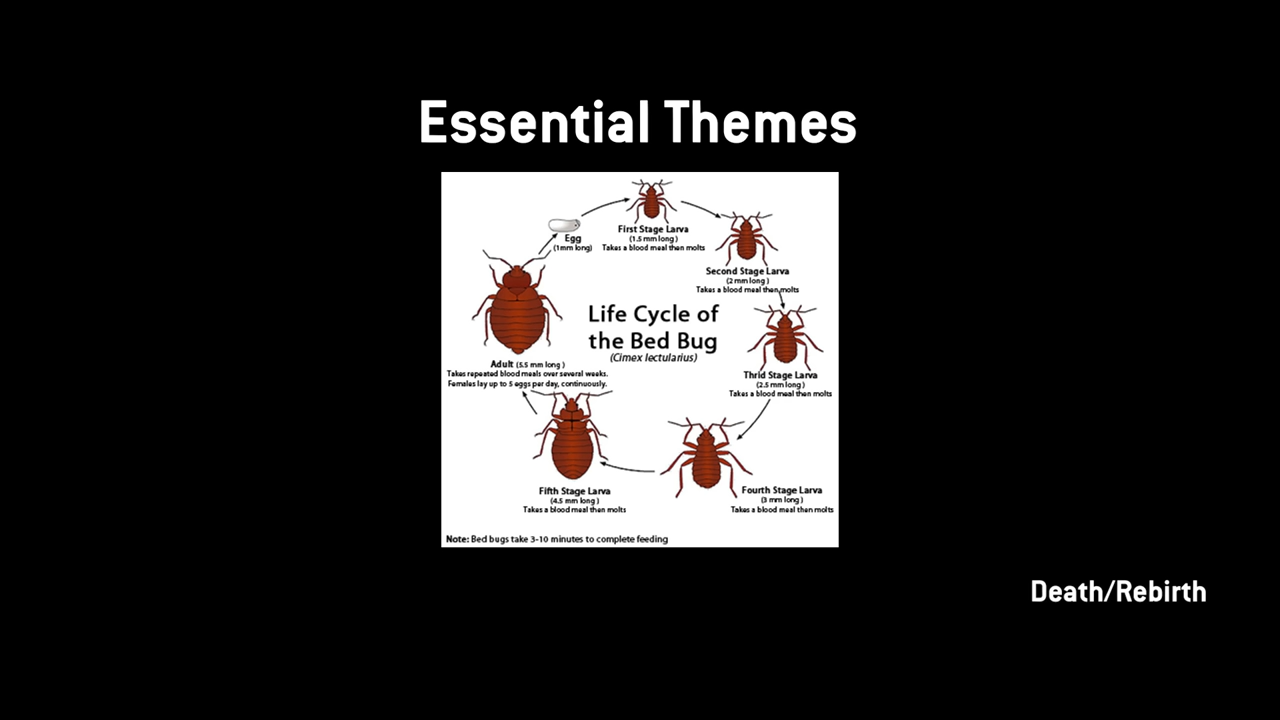 Essential Themes
Egg
(1mm long)
First Stage Larva
(1.5 mm long )
Takes a blood meal then molts
Second Stage Larva
(2 mm long )
Takes a blood meal then molts
Life Cycle of
the Bed Bug
(Cimex lectularius)
Thrid Stage Larva
(2.5 mm long )
Takes a blood meal then molts
Adult (5.5 mm long )
Takes repeated blood meals over several weeks.
Females lay up to 5 eggs per day, continuously.
Fourth Stage Larva
(3 mm long )
Takes a blood meal then molts
Fifth Stage Larva
(4.5 mm long )
Takes a blood meal then molts
Note: Bed bugs take 3-10 minutes to complete feeding
Death/Rebirth